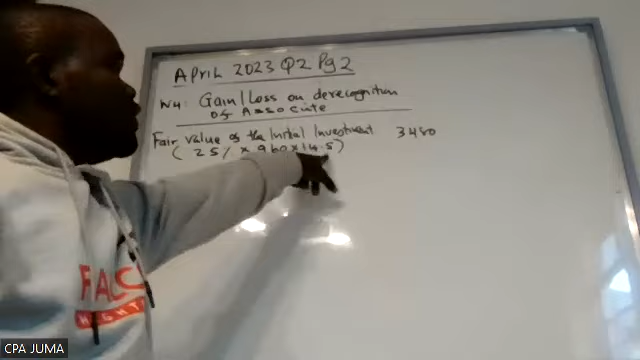 April 2023 Q2 Pg 2
W4: Gain/Loss on derecognition
of Associate
Fair value of the Initial Investment 3480
( 25% x 960 x 14.5)
FALC
CPA JUMA